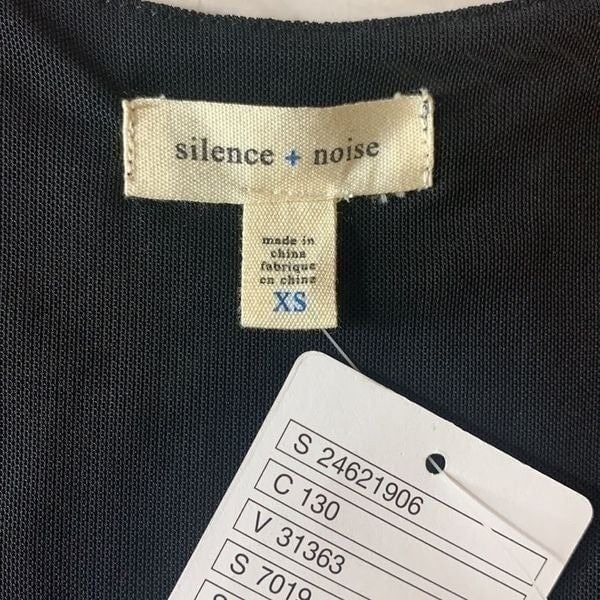 silence + noise
made in
china
fabriqué
en chine
XS
S 24621906
C 130
V 31363
S 7019